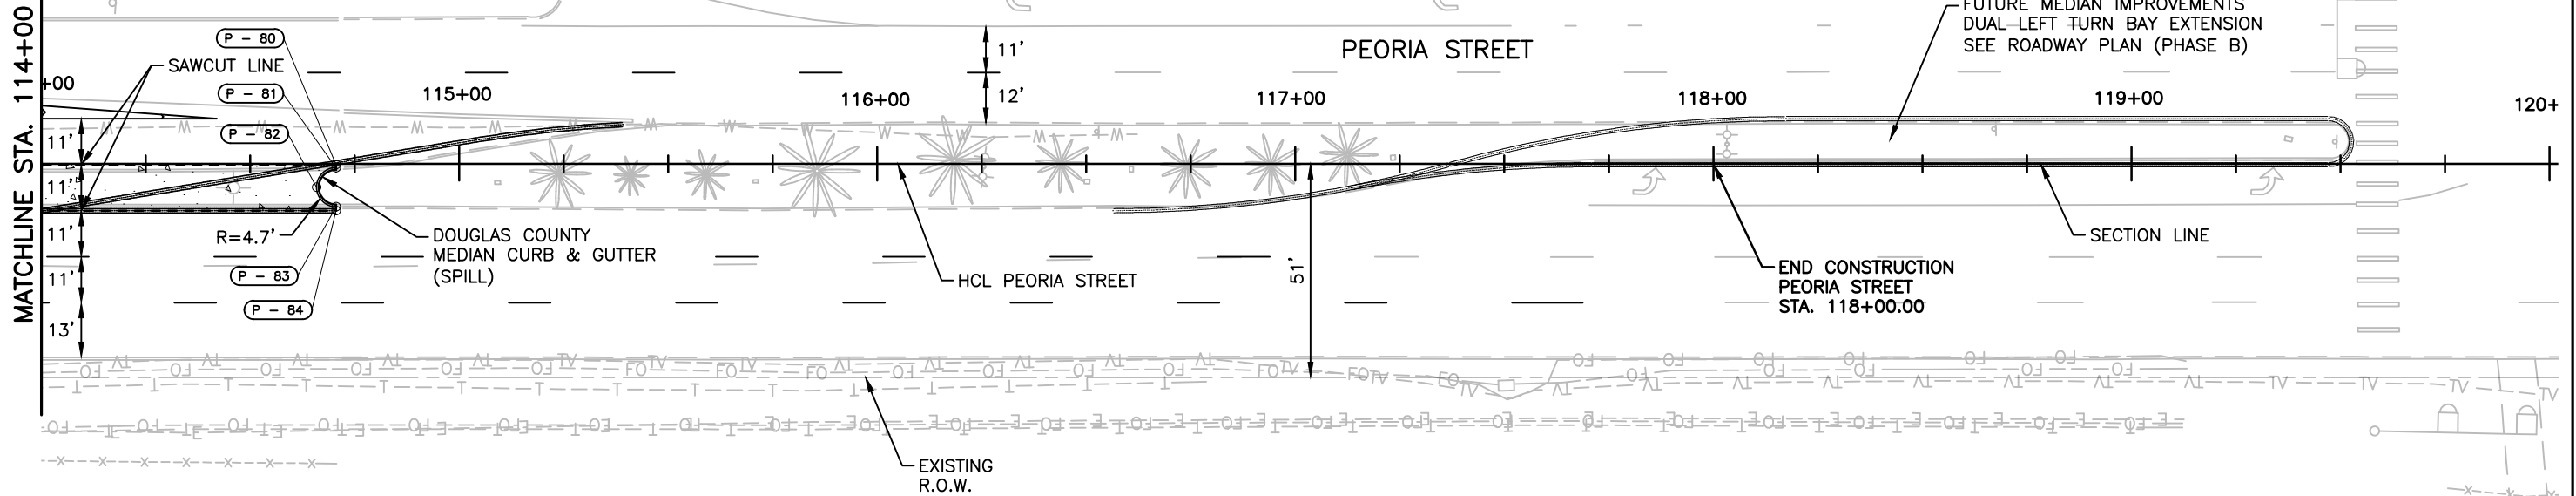 MATCHLINE STA. 114+00
+00
SAWCUT LINE
P - 80
P - 81
P - 82
P - 83
P - 84
11'
11'
11'
11'
13'
R=4.7'
DOUGLAS COUNTY
MEDIAN CURB & GUTTER
(SPILL)
115+00
116+00
11'
12'
PEORIA STREET
117+00
118+00
119+00
120+
FUTURE MEDIAN IMPROVEMENTS
DUAL LEFT TURN BAY EXTENSION
SEE ROADWAY PLAN (PHASE B)
HCL PEORIA STREET
51'
END CONSTRUCTION
PEORIA STREET
STA. 118+00.00
SECTION LINE
EXISTING
R.O.W.